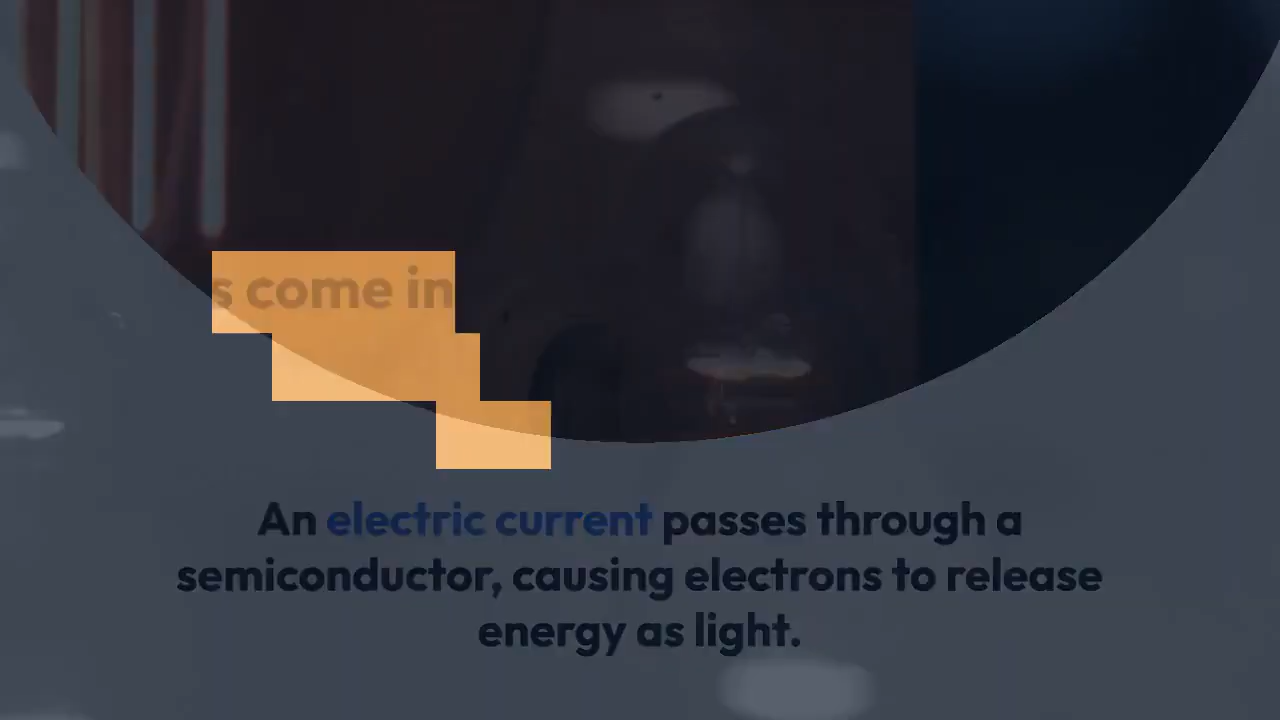 s come in
An electric current passes through a
semiconductor, causing electrons to release
energy as light.